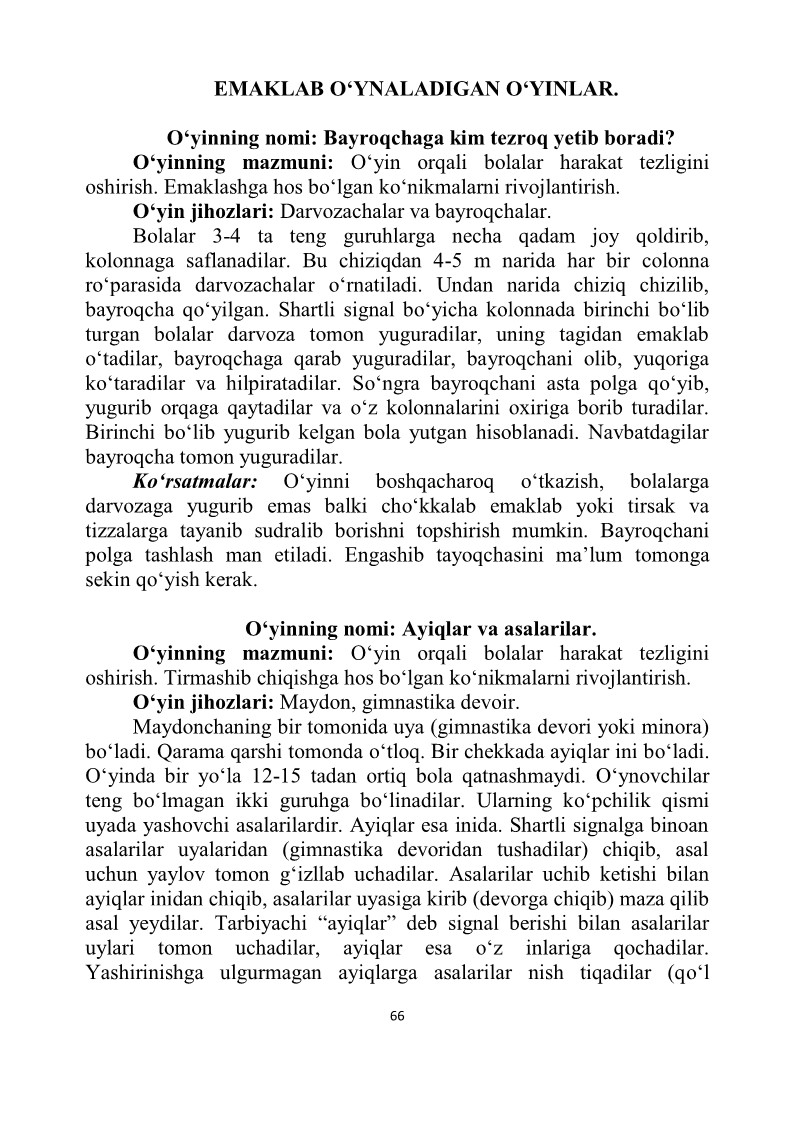 EMAKLAB O‘YNALADIGAN O‘YINLAR.
O‘yinning nomi: Bayroqchaga kim tezroq yetib boradi?
O‘yinning mazmuni: O‘yin orqali bolalar harakat tezligini
oshirish. Emaklashga hos bo‘lgan ko‘nikmalarni rivojlantirish.
O‘yin jihozlari: Darvozachalar va bayroqchalar.
Bolalar 3-4 ta teng guruhlarga necha qadam joy qoldirib,
kolonnaga saflanadilar. Bu chiziqdan 4-5 m narida har bir colonna
ro‘parasida darvozachalar o‘rnatiladi. Undan narida chiziq chizilib,
bayroqcha qo‘yilgan. Shartli signal bo‘yicha kolonnada birinchi bo‘lib
turgan bolalar darvoza tomon yuguradilar, uning tagidan emaklab
o‘tadilar, bayroqchaga qarab yuguradilar, bayroqchani olib, yuqoriga
ko‘taradilar va hilpiratadilar. So‘ngra bayroqchani asta polga qo‘yib,
yugurib orqaga qaytadilar va o‘z kolonnalarini oxiriga borib turadilar.
Birinchi bo‘lib yugurib kelgan bola yutgan hisoblanadi. Navbatdagilar
bayroqcha tomon yuguradilar.
Ko‘rsatmalar: O‘yinni boshqacharoq o‘tkazish, bolalarga
darvozaga yugurib emas balki cho‘kkalab emaklab yoki tirsak va
tizzalarga tayanib sudralib borishni topshirish mumkin. Bayroqchani
polga tashlash man etiladi. Engashib tayoqchasini ma’lum tomonga
sekin qo‘yish kerak.
O‘yinning nomi: Ayiqlar va asalarilar.
O‘yinning mazmuni: O‘yin orqali bolalar harakat tezligini
oshirish. Tirmashib chiqishga hos bo‘lgan ko‘nikmalarni rivojlantirish.
O‘yin jihozlari: Maydon, gimnastika devoir.
Maydonchaning bir tomonida uya (gimnastika devori yoki minora)
bo‘ladi. Qarama qarshi tomonda o‘tloq. Bir chekkada ayiqlar ini bo‘ladi.
O‘yinda bir yo‘la 12-15 tadan ortiq bola qatnashmaydi. O‘ynovchilar
teng bo‘lmagan ikki guruhga bo‘linadilar. Ularning ko‘pchilik qismi
uyada yashovchi asalarilardir. Ayiqlar esa inida. Shartli signalga binoan
asalarilar uyalaridan (gimnastika devoridan tushadilar) chiqib, asal
uchun yaylov tomon g‘izllab uchadilar. Asalarilar uchib ketishi bilan
ayiqlar inidan chiqib, asalarilar uyasiga kirib (devorga chiqib) maza qilib
asal yeydilar. Tarbiyachi “ayiqlar” deb signal berishi bilan asalarilar
uylari tomon uchadilar, ayiqlar esa o‘z inlariga qochadilar.
Yashirinishga ulgurmagan ayiqlarga asalarilar nish tiqadilar (qo‘l
66